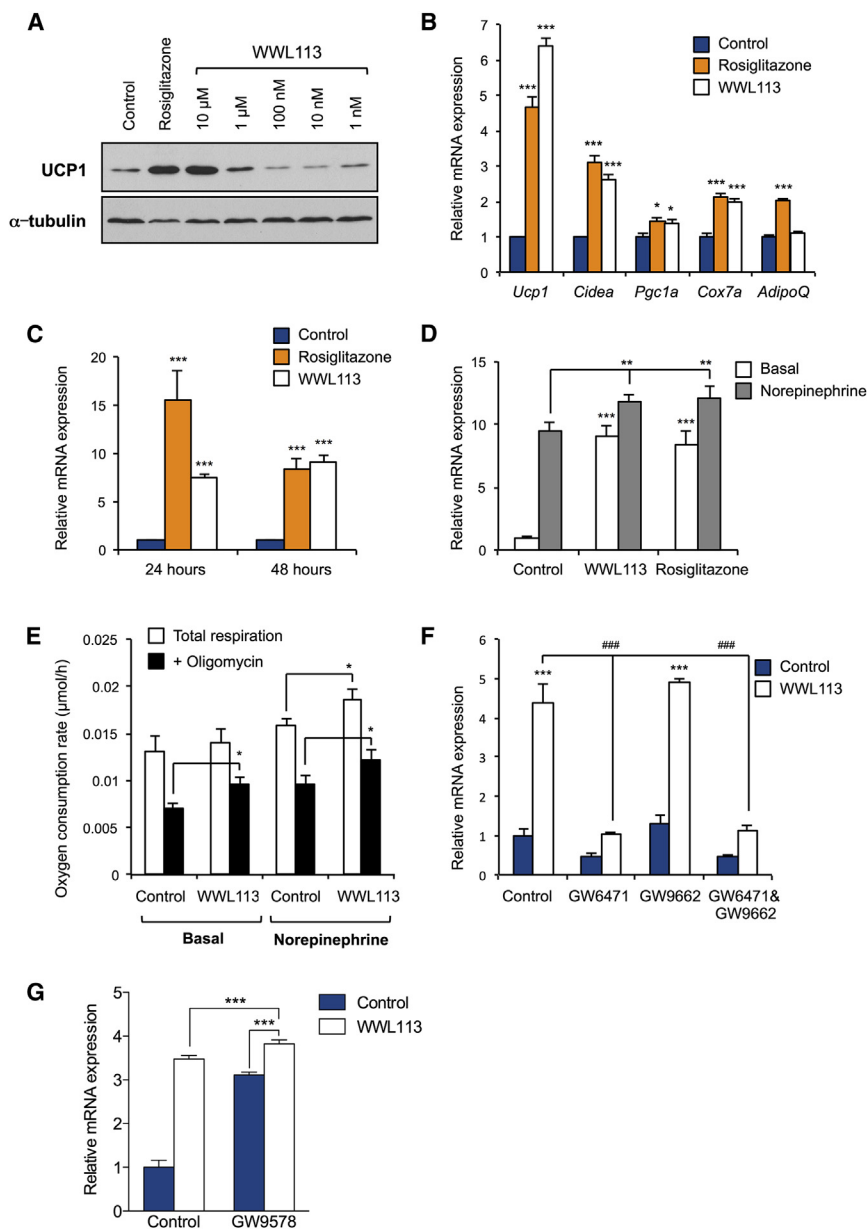 A
Control
Rosiglitazone
WWL113
10 µM
1 µM
100 nM
10 nM
1 nM
UCP1
α-tubulin
B
Relative mRNA expression
7
6
5
4
3
2
1
0
Control
Rosiglitazone
WWL113
*** ***
*** ***
* *
*** ***
***
Ucp1 Cidea Pgc1a Cox7a AdipoQ
C
Relative mRNA expression
20
15
10
5
0
Control
Rosiglitazone
WWL113
*** ***
*** ***
24 hours 48 hours
D
Relative mRNA expression
15
10
5
0
Basal
Norepinephrine
** **
*** ***
Control WWL113 Rosiglitazone
E
Oxygen consumption rate (µmol/h)
0.025
0.02
0.015
0.01
0.005
0
Total respiration
+ Oligomycin
*
*
*
Control WWL113 Control WWL113
Basal Norepinephrine
F
Relative mRNA expression
6
5
4
3
2
1
0
Control
WWL113
### ###
*** ***
Control GW6471 GW9662 GW6471&
GW9662
G
Relative mRNA expression
5
4
3
2
1
0
Control
WWL113
***
***
Control GW9578